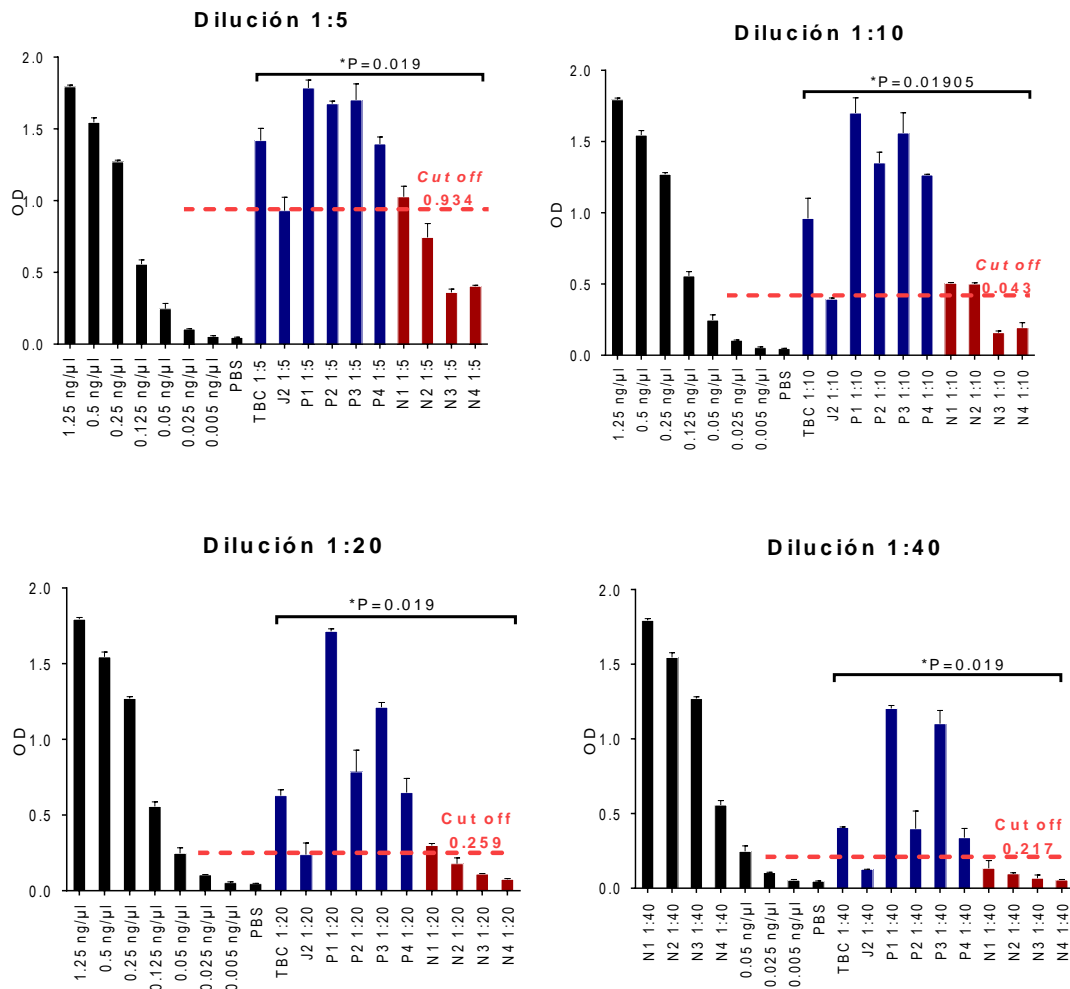 Dilución 1:5
*P=0.019
2.0
1.5
1.0
0.5
0.0
OD
Cut off
0.934
1.25 ng/µl
0.5 ng/µl
0.25 ng/µl
0.125 ng/µl
0.05 ng/µl
0.025 ng/µl
0.005 ng/µl
PBS
TBC 1:5
J2 1:5
P1 1:5
P2 1:5
P3 1:5
P4 1:5
N1 1:5
N2 1:5
N3 1:5
N4 1:5
Dilución 1:10
*P=0.01905
2.0
1.5
1.0
0.5
0.0
OD
Cut off
0.043
1.25 ng/µl
0.5 ng/µl
0.25 ng/µl
0.125 ng/µl
0.05 ng/µl
0.025 ng/µl
0.005 ng/µl
PBS
TBC 1:10
J2 1:10
P1 1:10
P2 1:10
P3 1:10
P4 1:10
N1 1:10
N2 1:10
N3 1:10
N4 1:10
Dilución 1:20
*P=0.019
2.0
1.5
1.0
0.5
0.0
OD
Cut off
0.259
1.25 ng/µl
0.5 ng/µl
0.25 ng/µl
0.125 ng/µl
0.05 ng/µl
0.025 ng/µl
0.005 ng/µl
PBS
TBC 1:20
J2 1:20
P1 1:20
P2 1:20
P3 1:20
P4 1:20
N1 1:20
N2 1:20
N3 1:20
N4 1:20
Dilución 1:40
*P=0.019
2.0
1.5
1.0
0.5
0.0
OD
Cut off
0.217
N1 1:40
N2 1:40
N3 1:40
N4 1:40
0.05 ng/µl
0.025 ng/µl
0.005 ng/µl
PBS
TBC 1:40
J2 1:40
P1 1:40
P2 1:40
P3 1:40
P4 1:40
N1 1:40
N2 1:40
N3 1:40
N4 1:40